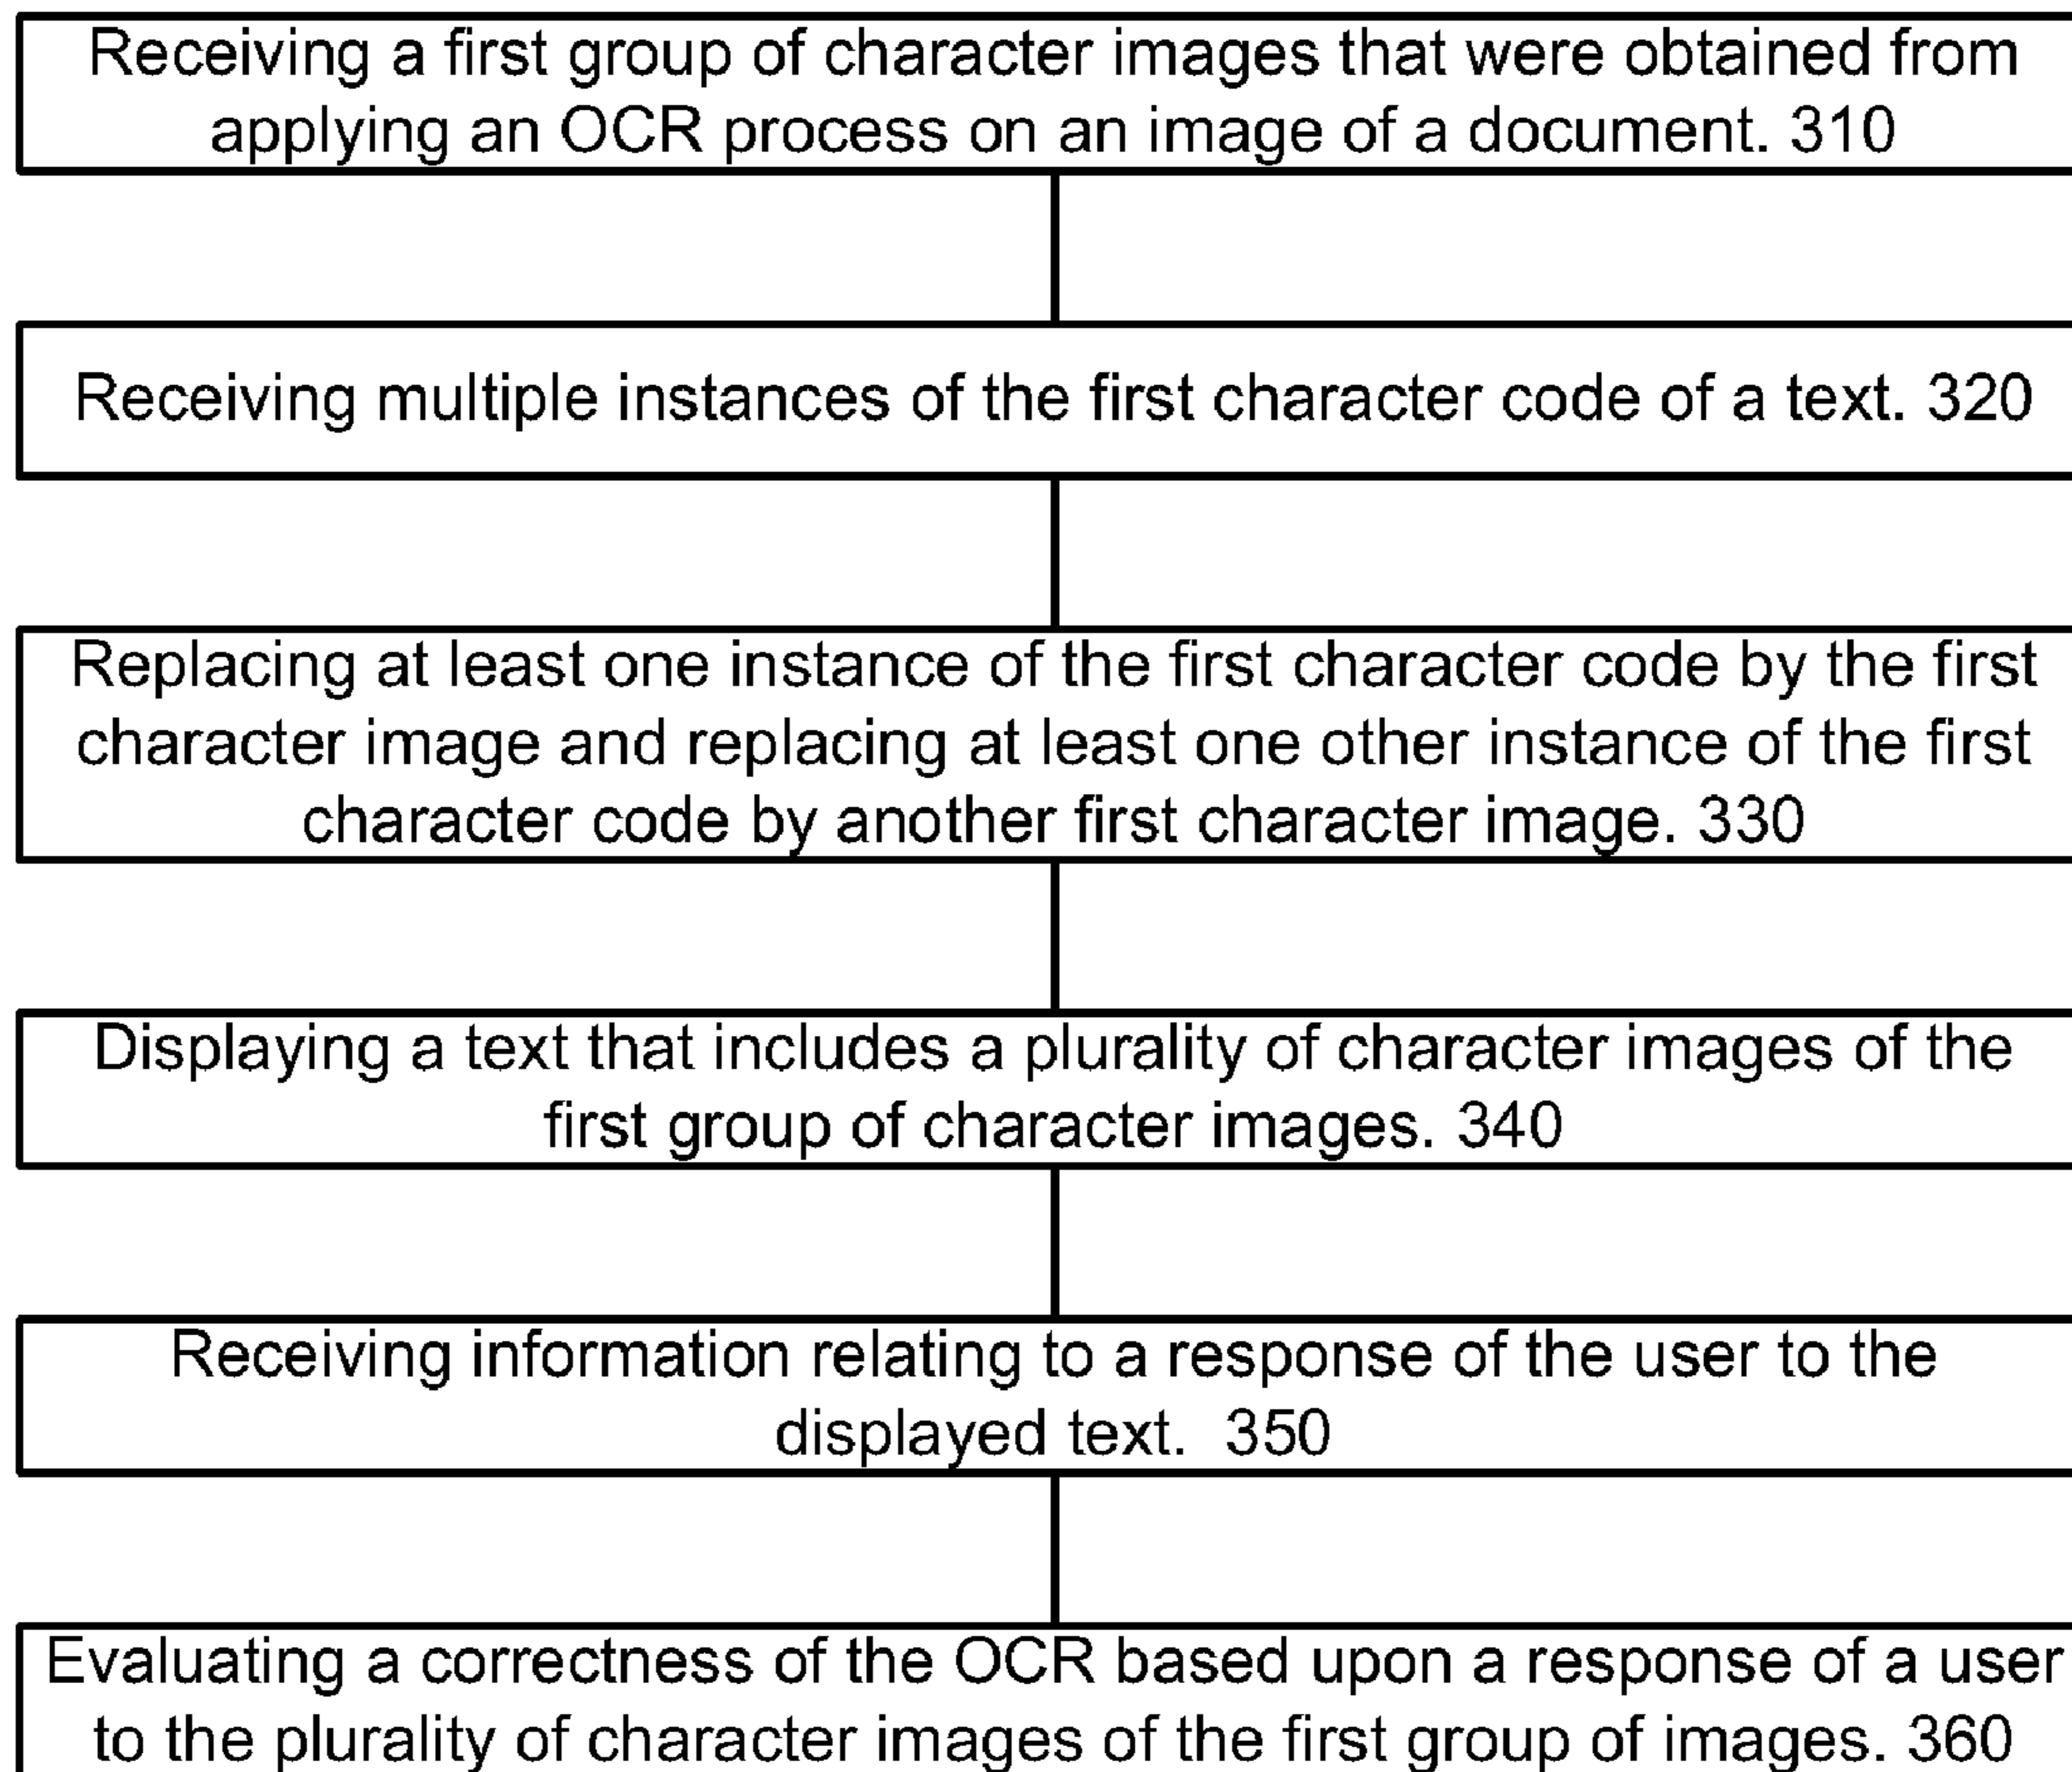 Receiving a first group of character images that were obtained from
applying an OCR process on an image of a document. 310
Receiving multiple instances of the first character code of a text. 320
Replacing at least one instance of the first character code by the first
character image and replacing at least one other instance of the first
character code by another first character image. 330
Displaying a text that includes a plurality of character images of the
first group of character images. 340
Receiving information relating to a response of the user to the
displayed text. 350
Evaluating a correctness of the OCR based upon a response of a user
to the plurality of character images of the first group of images. 360